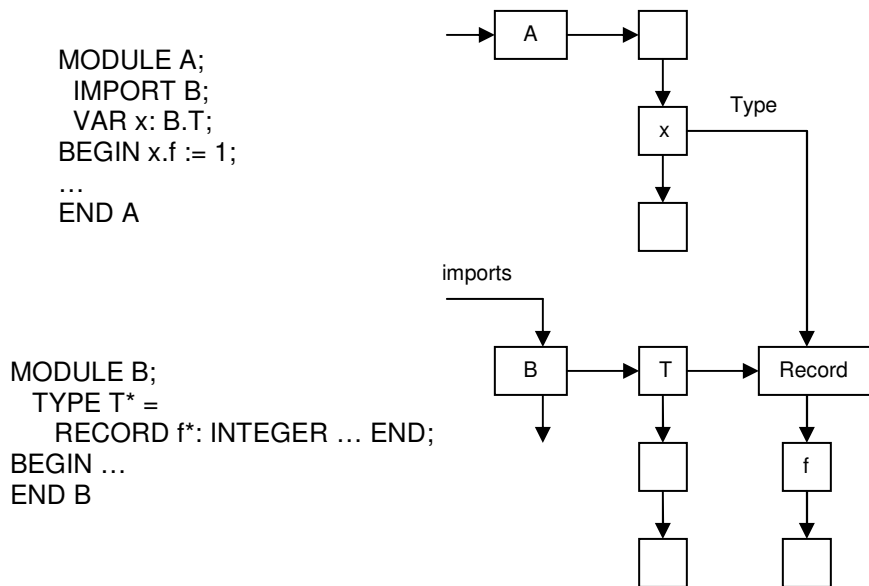 MODULE A;
IMPORT B;
VAR x: B.T;
BEGIN x.f := 1;
…
END A
A
x
Type
imports
MODULE B;
TYPE T* =
RECORD f*: INTEGER … END;
BEGIN …
END B
B
T
Record
f